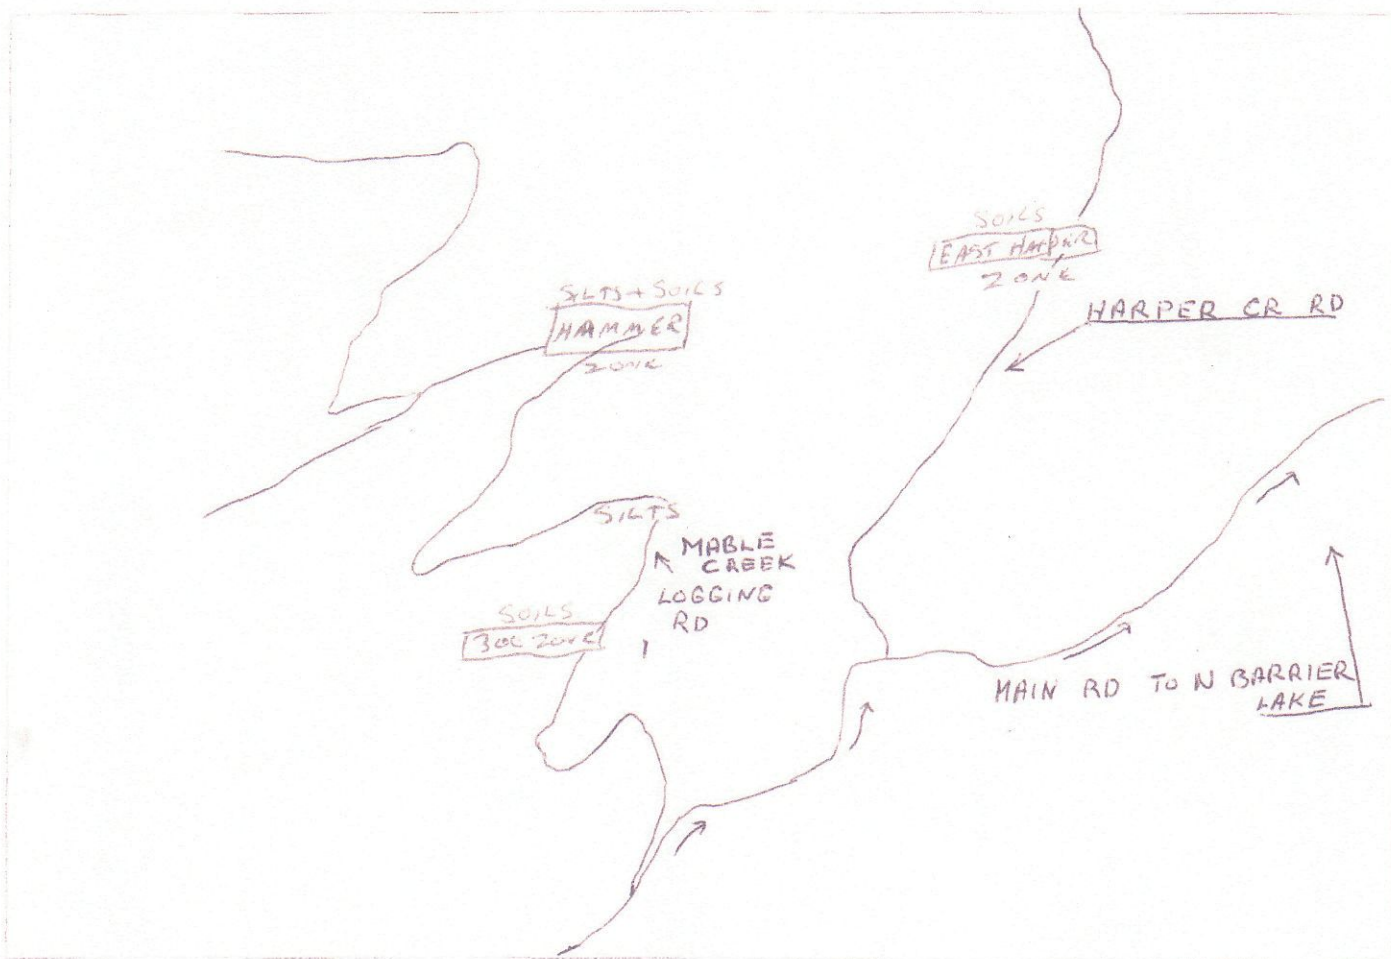 SOILS
EAST HARPER
ZONE
SILTS + SOILS
HAMMER
ZONE
HARPER CR RD
SILTS
MABLE
CREEK
LOGGING
RD
SOILS
ZONE
MAIN RD TO N BARRIER
LAKE